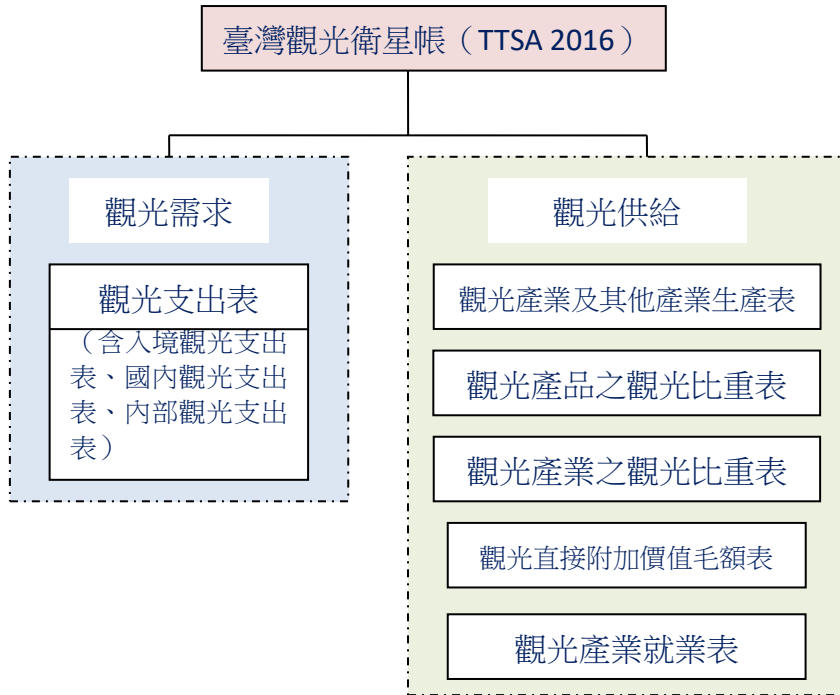 臺灣觀光衛星帳（TTSA 2016）
觀光需求
觀光支出表
（含入境觀光支出
表、國內觀光支出
表、內部觀光支出
表）
觀光供給
觀光產業及其他產業生產表
觀光產品之觀光比重表
觀光產業之觀光比重表
觀光直接附加價值毛額表
觀光產業就業表